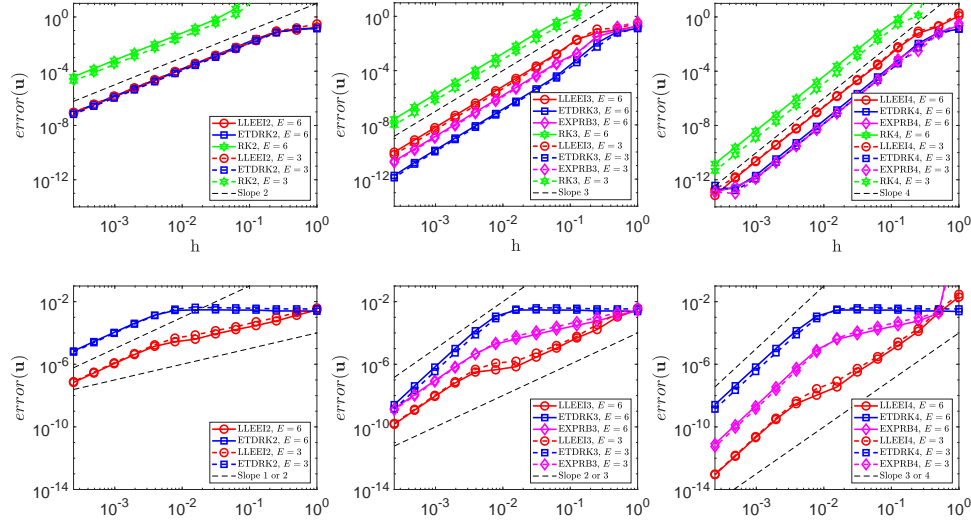 10^0
10^-4
10^-8
10^-12
error(u)
LLEEI2, E = 6
ETDRK2, E = 6
RK2, E = 6
LLEEI2, E = 3
ETDRK2, E = 3
RK2, E = 3
Slope 2
10^-3
10^-2
10^-1
10^0
h
10^0
10^-4
10^-8
10^-12
error(u)
LLEEI3, E = 6
ETDRK3, E = 6
EXPRB3, E = 6
RK3, E = 6
LLEEI3, E = 3
ETDRK3, E = 3
EXPRB3, E = 3
RK3, E = 3
Slope 3
10^-3
10^-2
10^-1
10^0
h
10^0
10^-4
10^-8
10^-12
error(u)
LLEEI4, E = 6
ETDRK4, E = 6
EXPRB4, E = 6
RK4, E = 6
LLEEI4, E = 3
ETDRK4, E = 3
EXPRB4, E = 3
RK4, E = 3
Slope 4
10^-3
10^-2
10^-1
10^0
h
10^-2
10^-6
10^-10
10^-14
error(u)
LLEEI2, E = 6
ETDRK2, E = 6
LLEEI2, E = 3
ETDRK2, E = 3
Slope 1 or 2
10^-3
10^-2
10^-1
10^0
10^-2
10^-6
10^-10
10^-14
error(u)
LLEEI3, E = 6
ETDRK3, E = 6
EXPRB3, E = 6
LLEEI3, E = 3
ETDRK3, E = 3
EXPRB3, E = 3
Slope 2 or 3
10^-3
10^-2
10^-1
10^0
10^-2
10^-6
10^-10
10^-14
error(u)
LLEEI4, E = 6
ETDRK4, E = 6
EXPRB4, E = 6
LLEEI4, E = 3
ETDRK4, E = 3
EXPRB4, E = 3
Slope 3 or 4
10^-3
10^-2
10^-1
10^0